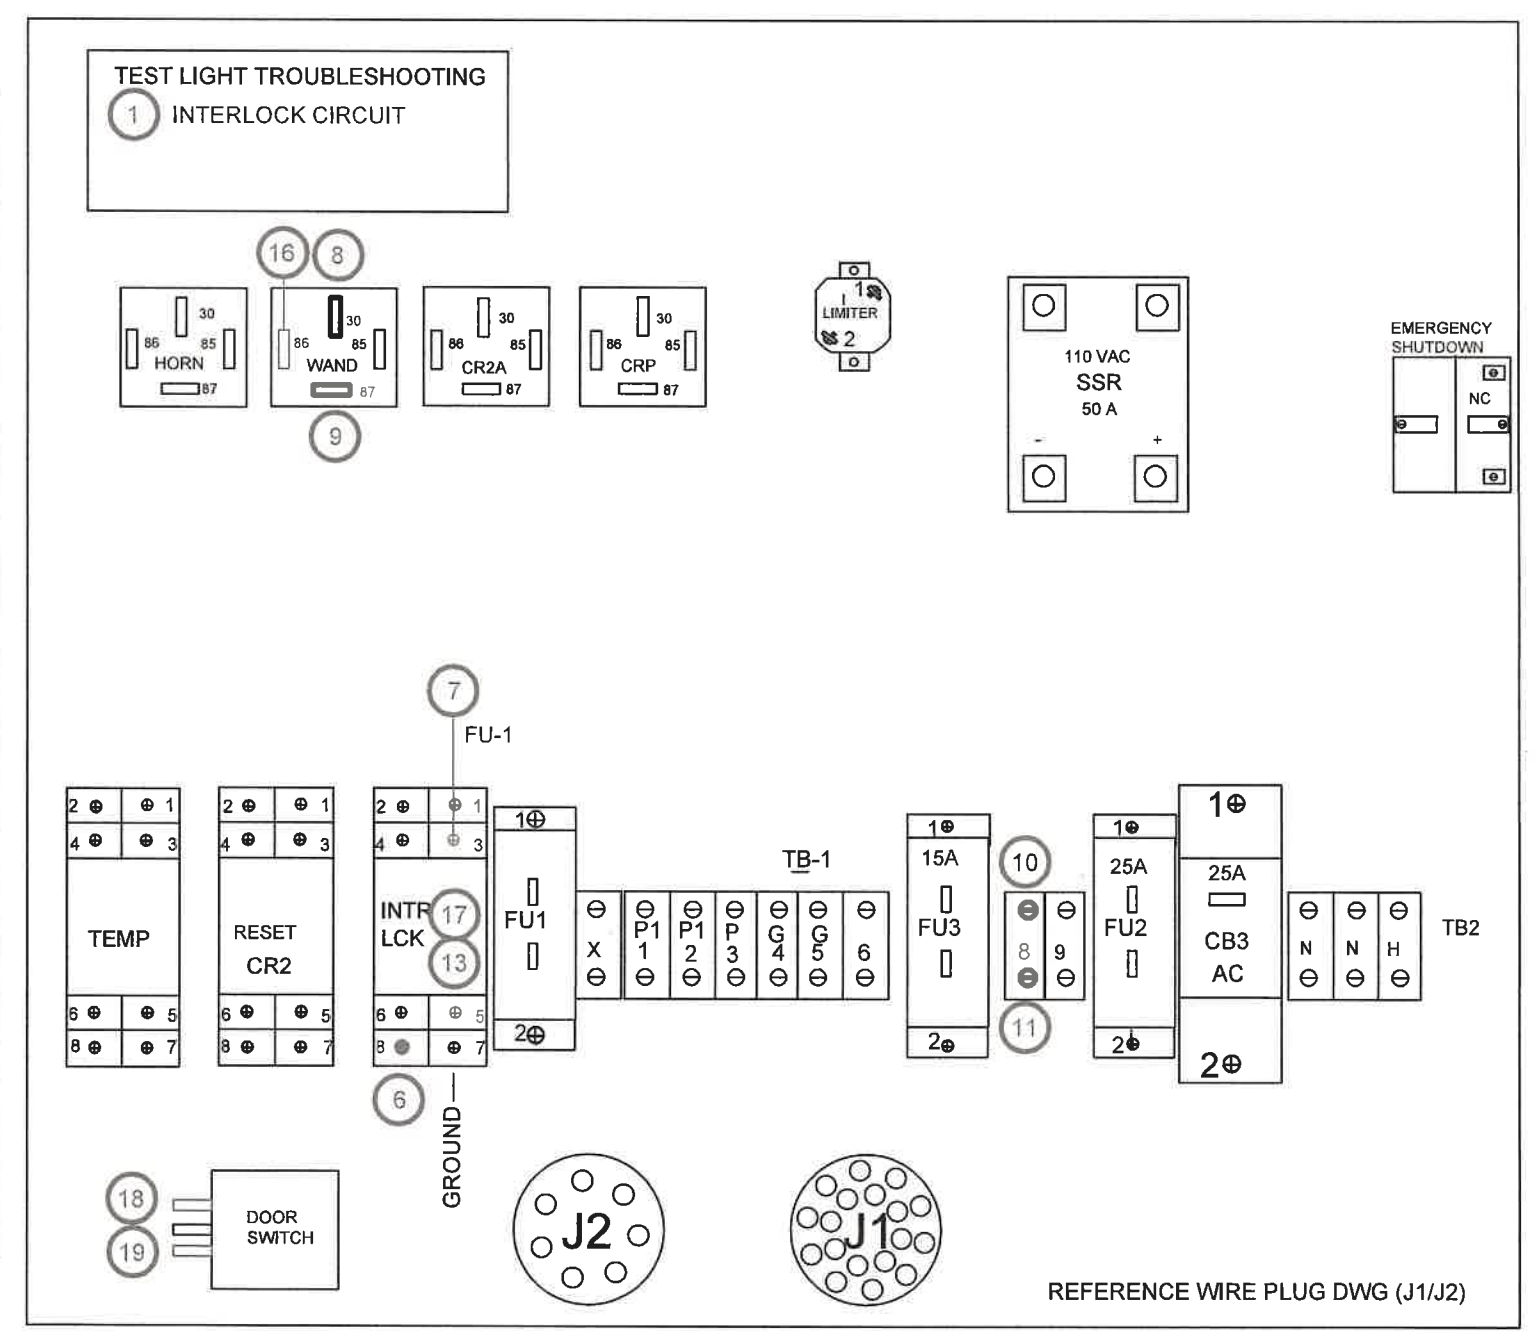 TEST LIGHT TROUBLESHOOTING
1 INTERLOCK CIRCUIT
16 8
30
86 85
HORN
87
30
86 85
WAND
87
9
30
86 85
CR2A
87
30
86 85
CRP
87
1
LIMITER
2
110 VAC
SSR
50 A
- +
EMERGENCY
SHUTDOWN
NC
7
FU-1
2 1
4 3
TEMP
6 5
8 7
2 1
4 3
RESET
CR2
6 5
8 7
2 1
4 3
INTR 17
LCK 13
6 5
8 7
6
GROUND
1
FU1
2
TB-1
X
P1
1
P1
2
P
3
G
4
G
5
6
1
15A
FU3
2
10
8 9
11
1
25A
FU2
2
1
25A
CB3
AC
2
N N H
TB2
18
19
DOOR
SWITCH
J2
J1
REFERENCE WIRE PLUG DWG (J1/J2)